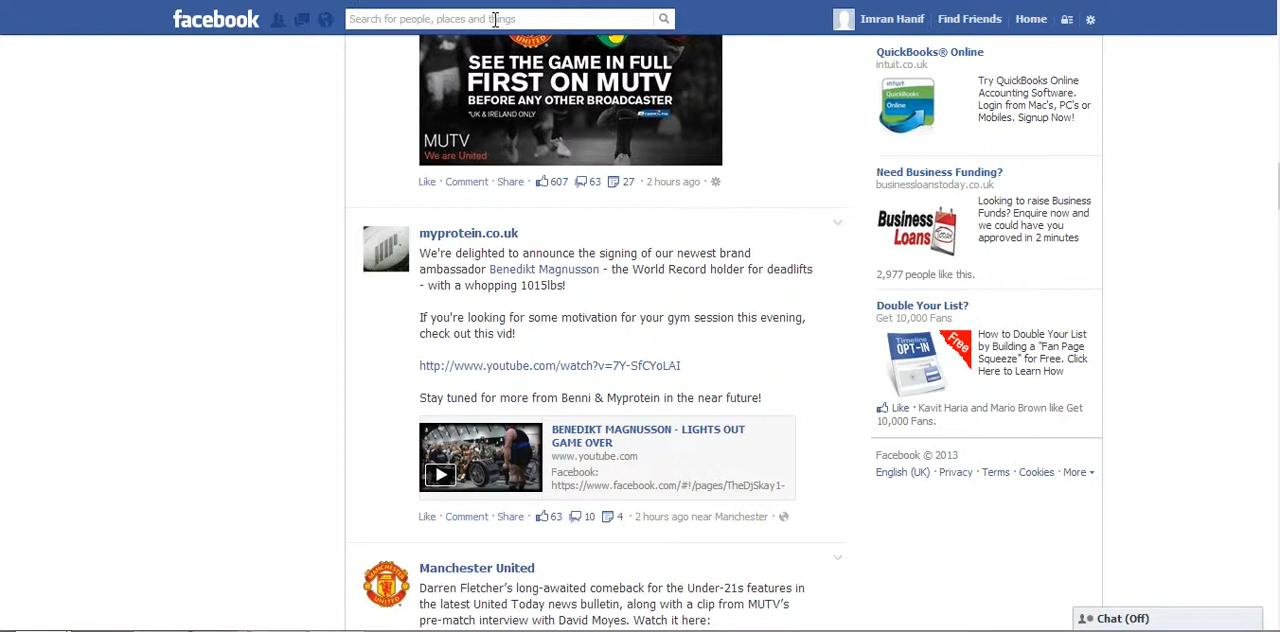 facebook
Search for people, places and things
Imran Hanif
Find Friends
Home
UNITED
SEE THE GAME IN FULL
FIRST ON MUTV
BEFORE ANY OTHER BROADCASTER
*UK & IRELAND ONLY
MUTV
We are United
Like · Comment · Share · 607 63 27 · 2 hours ago ·
myprotein.co.uk
We're delighted to announce the signing of our newest brand
ambassador Benedikt Magnusson - the World Record holder for deadlifts
- with a whopping 1015lbs!
If you're looking for some motivation for your gym session this evening,
check out this vid!
http://www.youtube.com/watch?v=7Y-SfCYoLAI
Stay tuned for more from Benni & Myprotein in the near future!
BENEDIKT MAGNUSSON - LIGHTS OUT
GAME OVER
www.youtube.com
Facebook:
https://www.facebook.com/#!/pages/TheDjSkay1-
Like · Comment · Share · 63 10 4 · 2 hours ago near Manchester ·
Manchester United
Darren Fletcher's long-awaited comeback for the Under-21s features in
the latest United Today news bulletin, along with a clip from MUTV's
pre-match interview with David Moyes. Watch it here:
QuickBooks® Online
intuit.co.uk
intuit
QuickBooks
Online
Try QuickBooks Online
Accounting Software.
Login from Mac's, PC's or
Mobiles. Signup Now!
Need Business Funding?
businessloanstoday.co.uk
Business
Loans
Looking to raise Business
Funds? Enquire now and
we could have you
approved in 2 minutes
2,977 people like this.
Double Your List?
Get 10,000 Fans
Timeline
OPT-IN
Free
How to Double Your List
by Building a "Fan Page
Squeeze" for Free. Click
Here to Learn How
Like · Kavit Haria and Mario Brown like Get
10,000 Fans.
Facebook © 2013
English (UK) · Privacy · Terms · Cookies · More
Chat (Off)